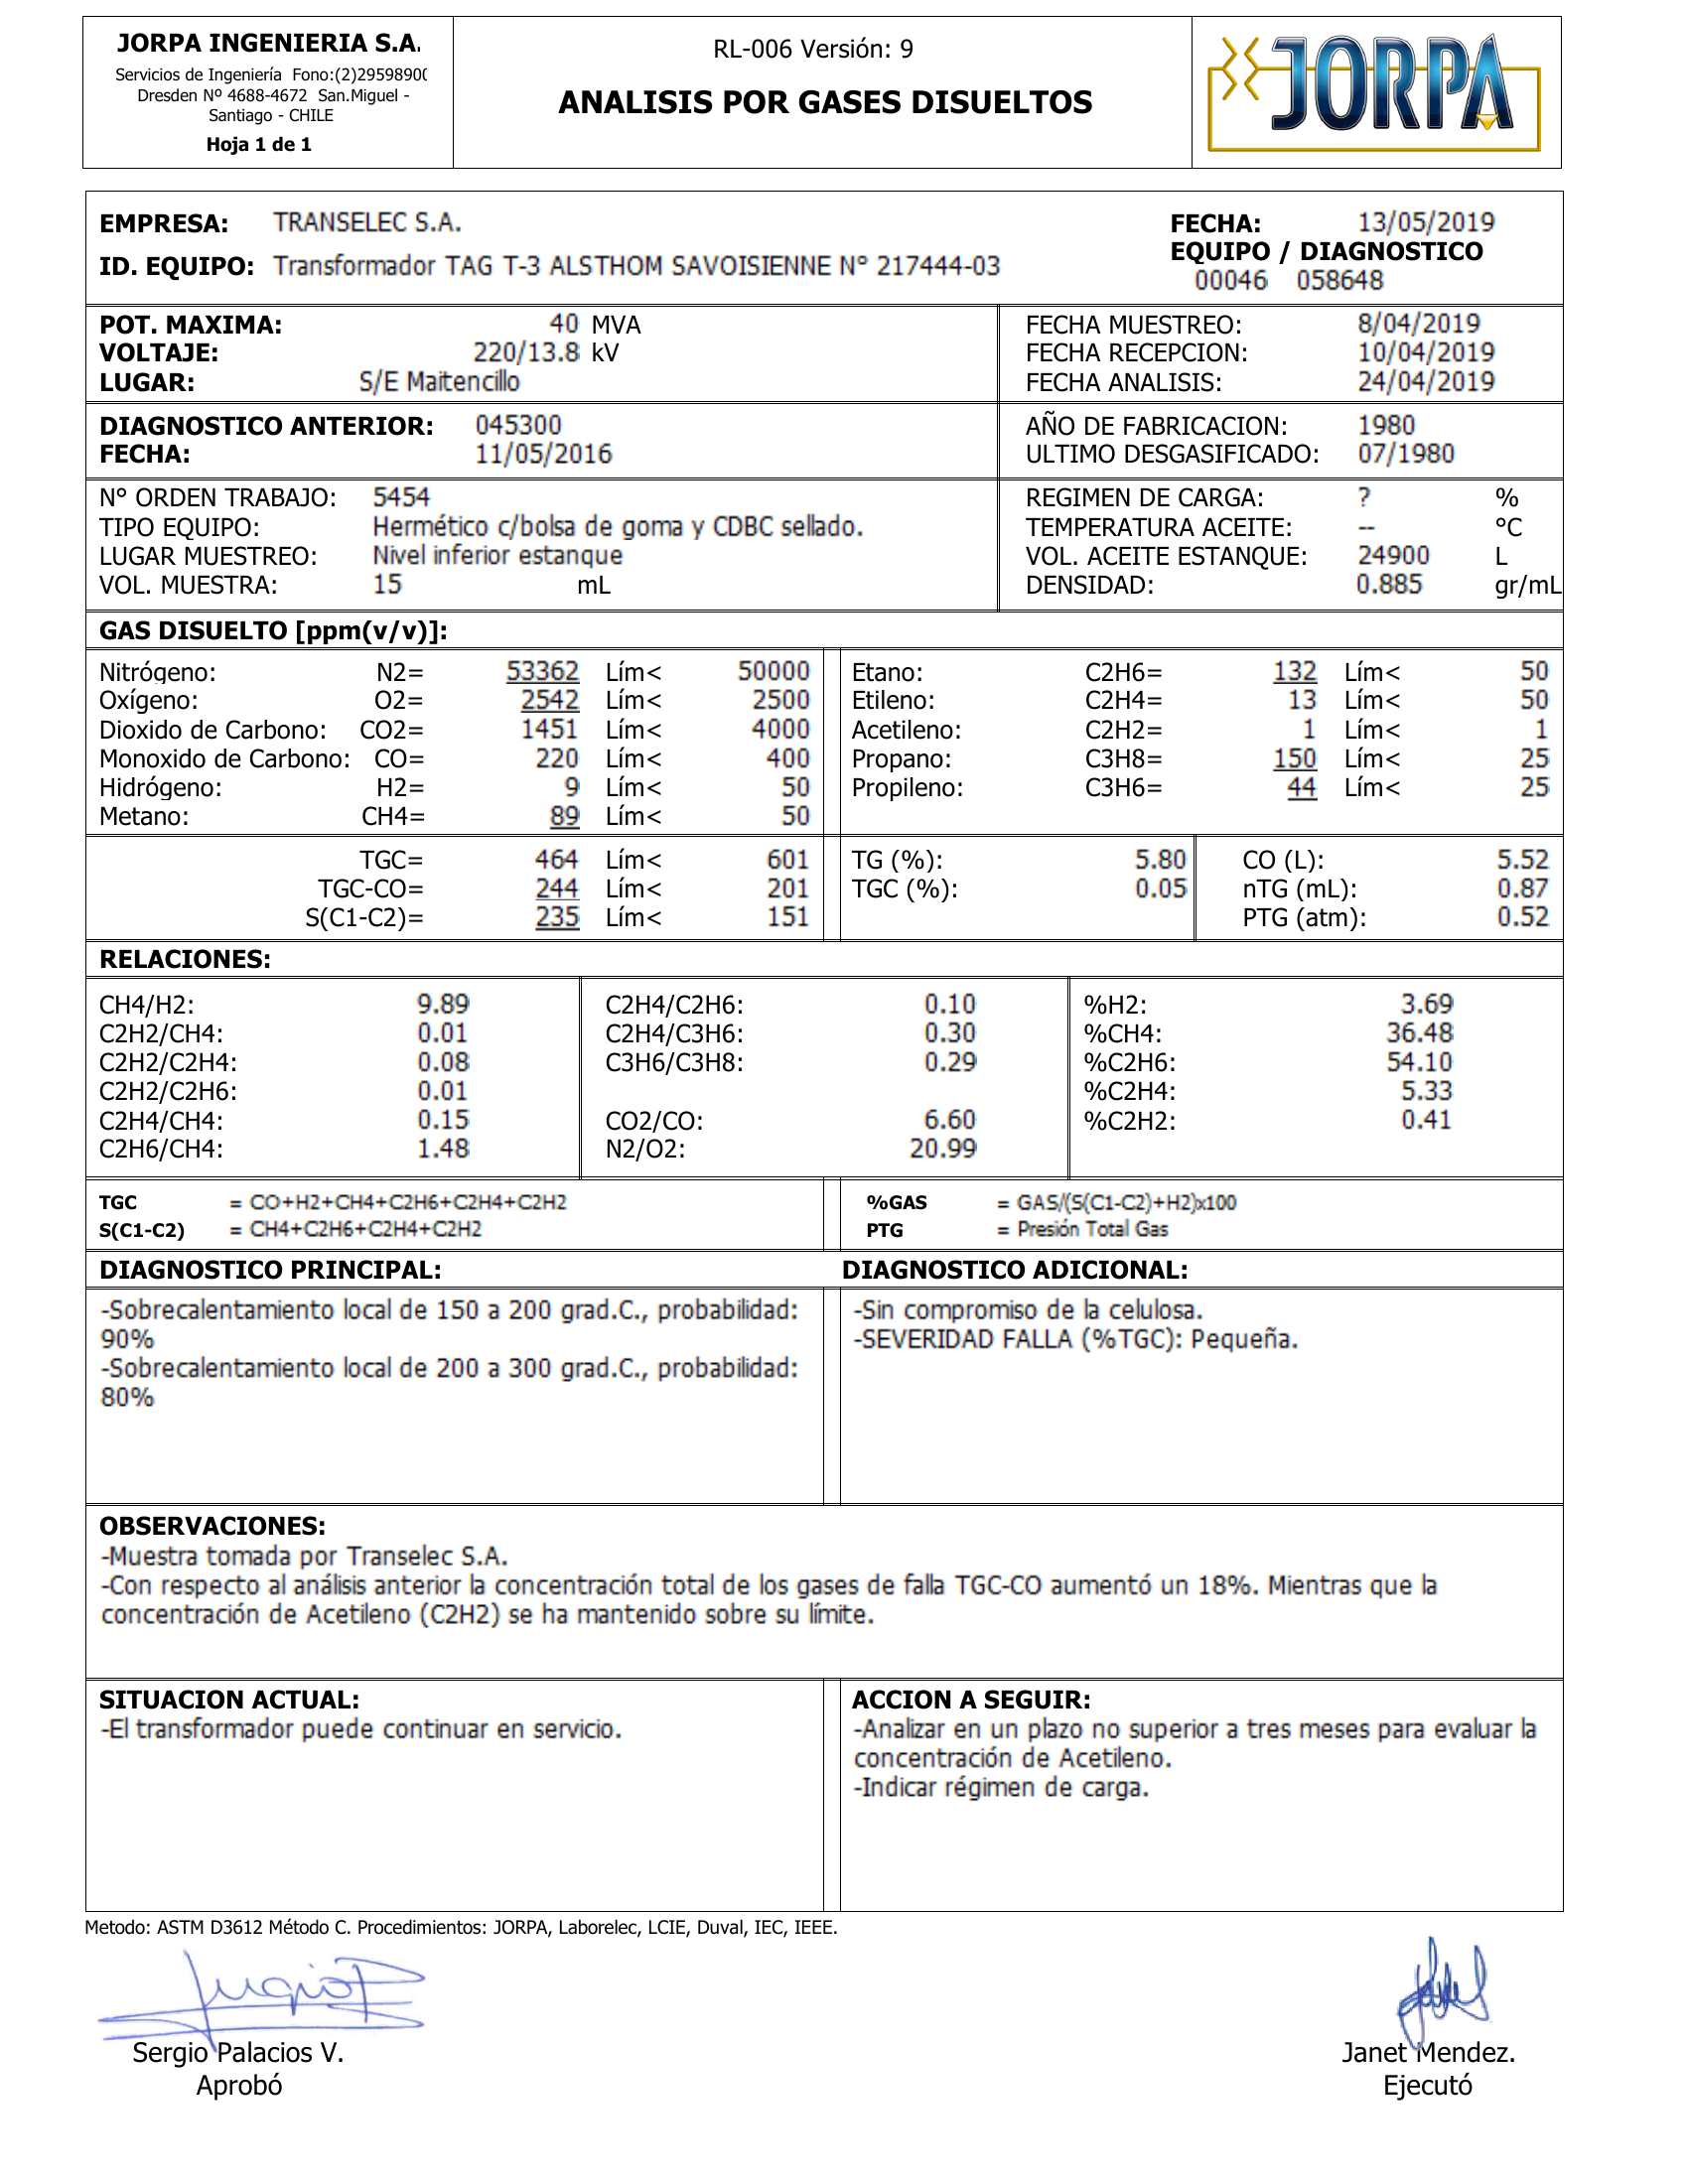 JORPA INGENIERIA S.A.
Servicios de Ingeniería Fono:(2)29598900
Dresden Nº 4688-4672 San.Miguel -
Santiago - CHILE
Hoja 1 de 1
RL-006 Versión: 9
ANALISIS POR GASES DISUELTOS
JORPA
EMPRESA: TRANSELEC S.A.
FECHA: 13/05/2019
ID. EQUIPO: Transformador TAG T-3 ALSTHOM SAVOISIENNE N° 217444-03
EQUIPO / DIAGNOSTICO
00046 058648
POT. MAXIMA: 40 MVA
VOLTAJE: 220/13.8 kV
LUGAR: S/E Maitencillo
FECHA MUESTREO: 8/04/2019
FECHA RECEPCION: 10/04/2019
FECHA ANALISIS: 24/04/2019
DIAGNOSTICO ANTERIOR: 045300
FECHA: 11/05/2016
AÑO DE FABRICACION: 1980
ULTIMO DESGASIFICADO: 07/1980
N° ORDEN TRABAJO: 5454
TIPO EQUIPO: Hermético c/bolsa de goma y CDBC sellado.
LUGAR MUESTREO: Nivel inferior estanque
VOL. MUESTRA: 15 mL
REGIMEN DE CARGA: ? %
TEMPERATURA ACEITE: -- °C
VOL. ACEITE ESTANQUE: 24900 L
DENSIDAD: 0.885 gr/mL
GAS DISUELTO [ppm(v/v)]:
Nitrógeno: N2= 53362 Lím< 50000
Oxígeno: O2= 2542 Lím< 2500
Dioxido de Carbono: CO2= 1451 Lím< 4000
Monoxido de Carbono: CO= 220 Lím< 400
Hidrógeno: H2= 9 Lím< 50
Metano: CH4= 89 Lím< 50
Etano: C2H6= 132 Lím< 50
Etileno: C2H4= 13 Lím< 50
Acetileno: C2H2= 1 Lím< 1
Propano: C3H8= 150 Lím< 25
Propileno: C3H6= 44 Lím< 25
TGC= 464 Lím< 601
TGC-CO= 244 Lím< 201
S(C1-C2)= 235 Lím< 151
TG (%): 5.80
TGC (%): 0.05
CO (L): 5.52
nTG (mL): 0.87
PTG (atm): 0.52
RELACIONES:
CH4/H2: 9.89
C2H2/CH4: 0.01
C2H2/C2H4: 0.08
C2H2/C2H6: 0.01
C2H4/CH4: 0.15
C2H6/CH4: 1.48
C2H4/C2H6: 0.10
C2H4/C3H6: 0.30
C3H6/C3H8: 0.29
CO2/CO: 6.60
N2/O2: 20.99
%H2: 3.69
%CH4: 36.48
%C2H6: 54.10
%C2H4: 5.33
%C2H2: 0.41
TGC = CO+H2+CH4+C2H6+C2H4+C2H2
S(C1-C2) = CH4+C2H6+C2H4+C2H2
%GAS = GAS/(S(C1-C2)+H2)x100
PTG = Presión Total Gas
DIAGNOSTICO PRINCIPAL:
-Sobrecalentamiento local de 150 a 200 grad.C., probabilidad:
90%
-Sobrecalentamiento local de 200 a 300 grad.C., probabilidad:
80%
DIAGNOSTICO ADICIONAL:
-Sin compromiso de la celulosa.
-SEVERIDAD FALLA (%TGC): Pequeña.
OBSERVACIONES:
-Muestra tomada por Transelec S.A.
-Con respecto al análisis anterior la concentración total de los gases de falla TGC-CO aumentó un 18%. Mientras que la
concentración de Acetileno (C2H2) se ha mantenido sobre su límite.
SITUACION ACTUAL:
-El transformador puede continuar en servicio.
ACCION A SEGUIR:
-Analizar en un plazo no superior a tres meses para evaluar la
concentración de Acetileno.
-Indicar régimen de carga.
Metodo: ASTM D3612 Método C. Procedimientos: JORPA, Laborelec, LCIE, Duval, IEC, IEEE.
Sergio Palacios V.
Aprobó
Janet Mendez.
Ejecutó